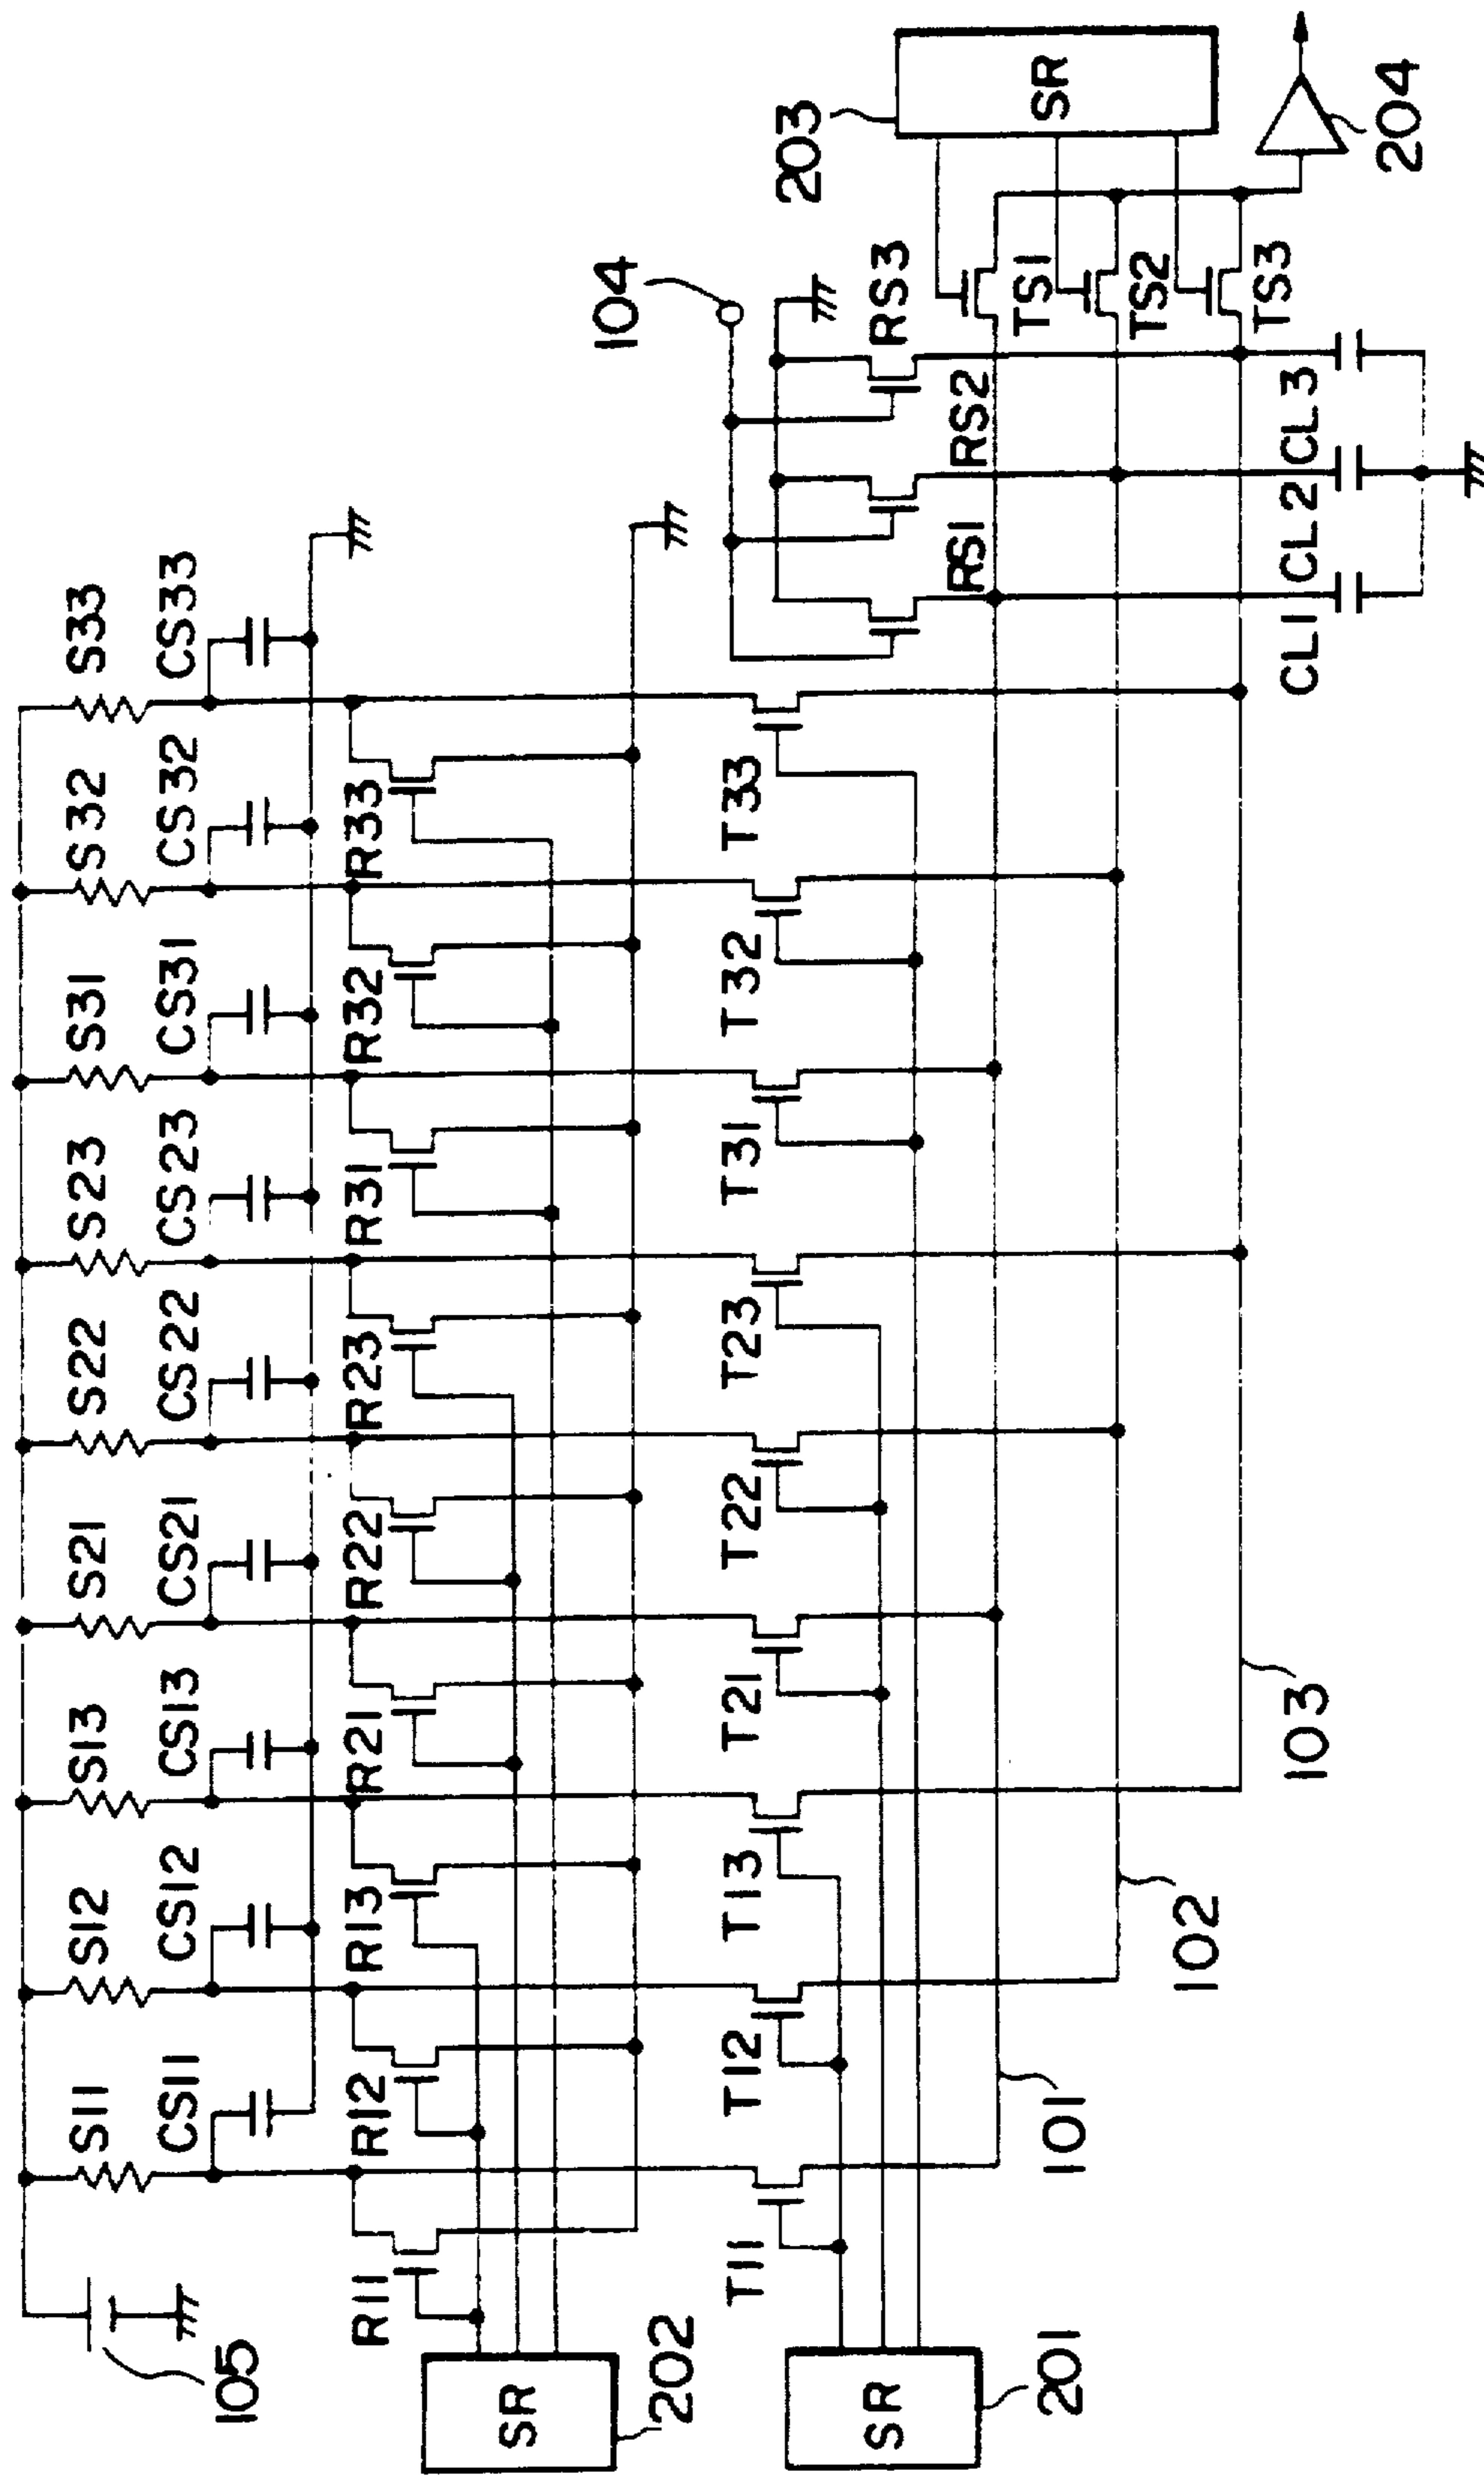 S11 S12 S13 S21 S22 S23 S31 S32 S33
CS11 CS12 CS13 CS21 CS22 CS23 CS31 CS32 CS33
105
R11 R12 R13 R21 R22 R23 R31 R32 R33
SR
202
104
203
SR
T11 T12 T13 T21 T22 T23 T31 T32 T33
RS1 RS2 RS3
SR
201
TS1
TS2
TS3
204
101
102
103
CL1 CL2 CL3